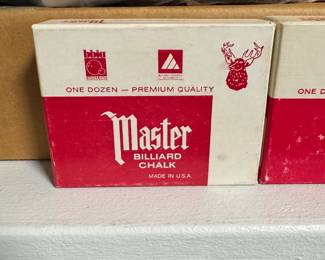 ONE DOZEN — PREMIUM QUALITY
Master
BILLIARD
CHALK
MADE IN U.S.A.
ONE D